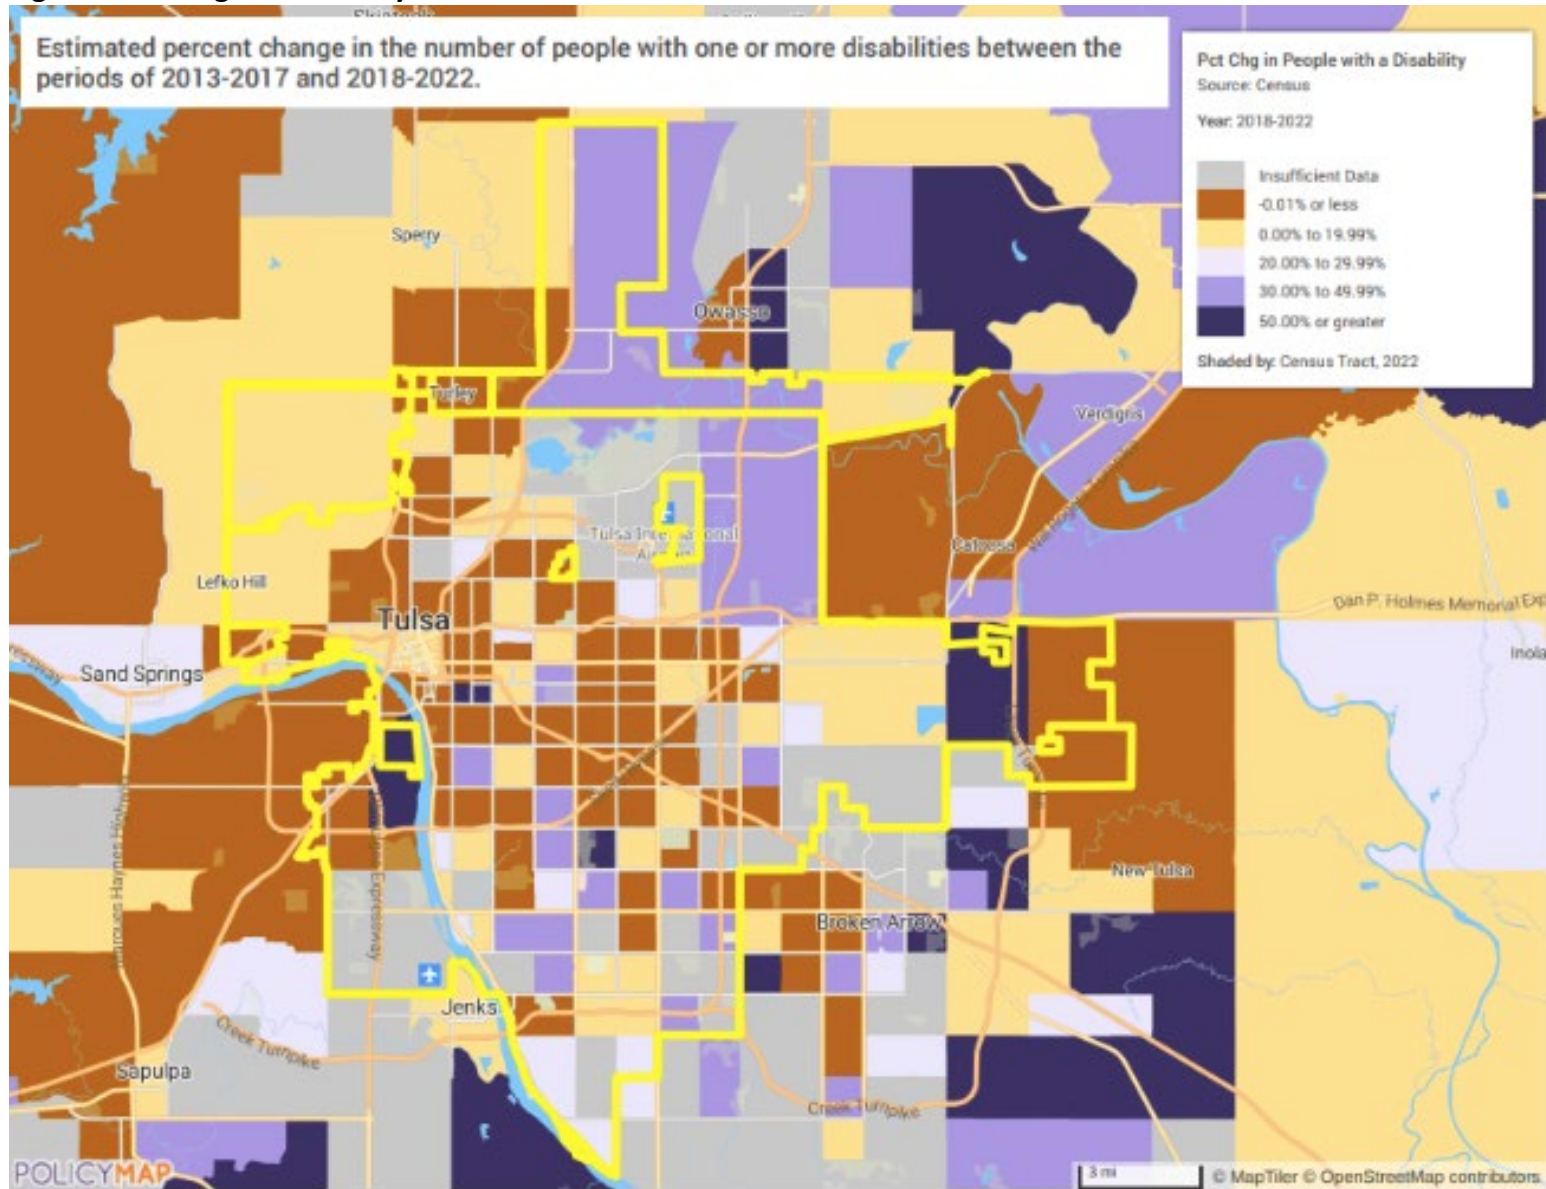 Estimated percent change in the number of people with one or more disabilities between the
periods of 2013-2017 and 2018-2022.
Pct Chg in People with a Disability
Source: Census
Year: 2018-2022
Insufficient Data
-0.01% or less
0.00% to 19.99%
20.00% to 29.99%
30.00% to 49.99%
50.00% or greater
Shaded by: Census Tract, 2022
Sperry
Owasso
Turley
Verdigris
Tulsa International
Catoosa
Lefko Hill
Dan P. Holmes Memorial Exp
Tulsa
Sand Springs
Inola
New Tulsa
Broken Arrow
Jenks
Creek Turnpike
Sapulpa
Creek Turnpike
POLICYMAP
3 mi
© MapTiler © OpenStreetMap contributors